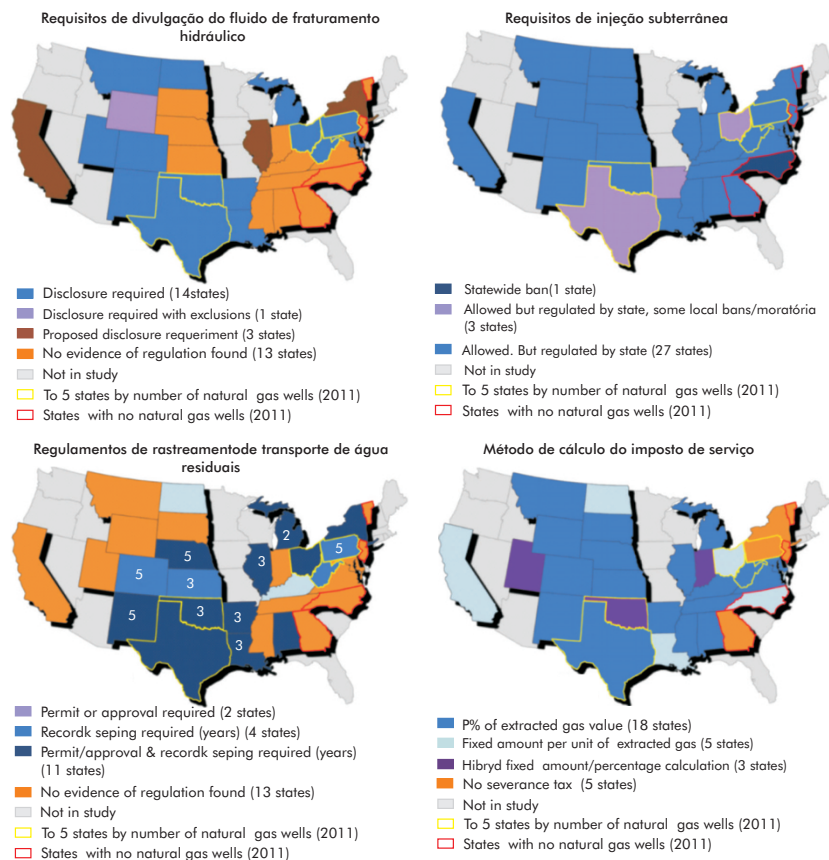 Requisitos de divulgação do fluido de fraturamento
hidráulico
Disclosure required (14states)
Disclosure required with exclusions (1 state)
Proposed disclosure requeriment (3 states)
No evidence of regulation found (13 states)
Not in study
To 5 states by number of natural gas wells (2011)
States with no natural gas wells (2011)
Requisitos de injeção subterrânea
Statewide ban(1 state)
Allowed but regulated by state, some local bans/moratória
(3 states)
Allowed. But regulated by state (27 states)
Not in study
To 5 states by number of natural gas wells (2011)
States with no natural gas wells (2011)
Regulamentos de rastreamentode transporte de água
residuais
2
5
3
5
5
3
5
3
3
3
Permit or approval required (2 states)
Recordk seping required (years) (4 states)
Permit/approval & recordk seping required (years)
(11 states)
No evidence of regulation found (13 states)
Not in study
To 5 states by number of natural gas wells (2011)
States with no natural gas wells (2011)
Método de cálculo do imposto de serviço
P% of extracted gas value (18 states)
Fixed amount per unit of extracted gas (5 states)
Hibryd fixed amount/percentage calculation (3 states)
No severance tax (5 states)
Not in study
To 5 states by number of natural gas wells (2011)
States with no natural gas wells (2011)